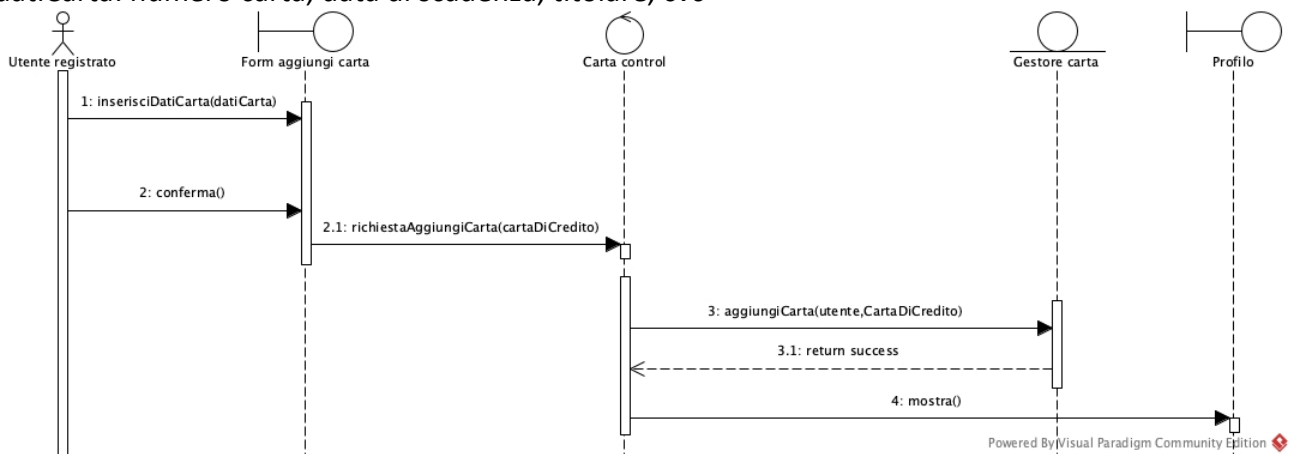 Utente registrato
Form aggiungi carta
Carta control
Gestore carta
Profilo
1: inserisciDatiCarta(datiCarta)
2: conferma()
2.1: richiestaAggiungiCarta(cartaDiCredito)
3: aggiungiCarta(utente,CartaDiCredito)
3.1: return success
4: mostra()
Powered By Visual Paradigm Community Edition